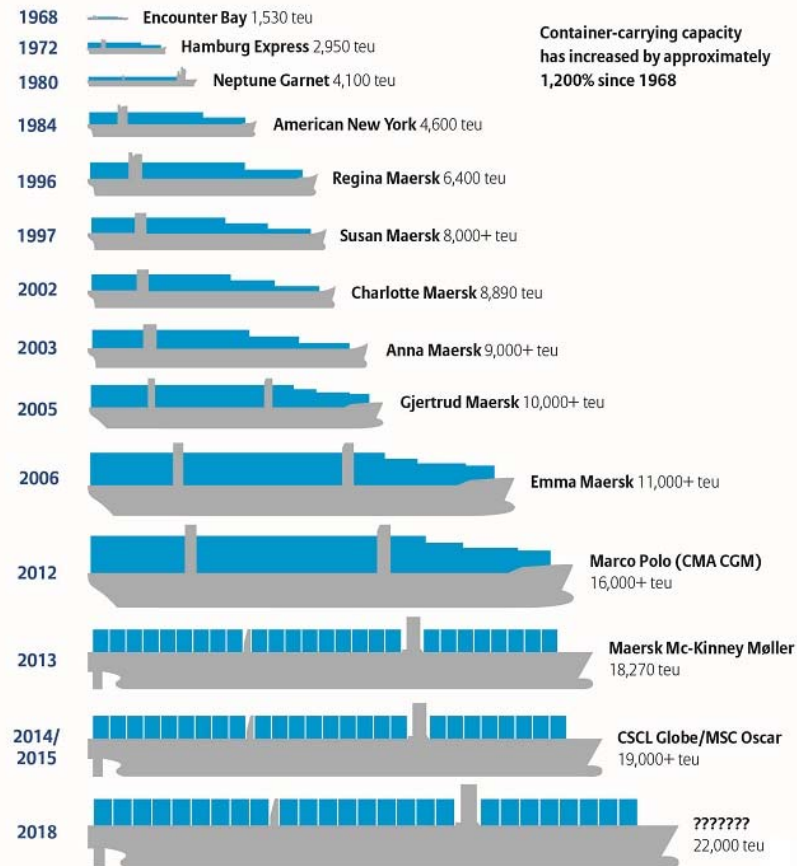 1968 Encounter Bay 1,530 teu
Container-carrying capacity
has increased by approximately
1,200% since 1968
1972 Hamburg Express 2,950 teu
1980 Neptune Garnet 4,100 teu
1984 American New York 4,600 teu
1996 Regina Maersk 6,400 teu
1997 Susan Maersk 8,000+ teu
2002 Charlotte Maersk 8,890 teu
2003 Anna Maersk 9,000+ teu
2005 Gjertrud Maersk 10,000+ teu
2006 Emma Maersk 11,000+ teu
2012 Marco Polo (CMA CGM)
16,000+ teu
2013 Maersk Mc-Kinney Møller
18,270 teu
2014/
2015 CSCL Globe/MSC Oscar
19,000+ teu
2018 ???????
22,000 teu